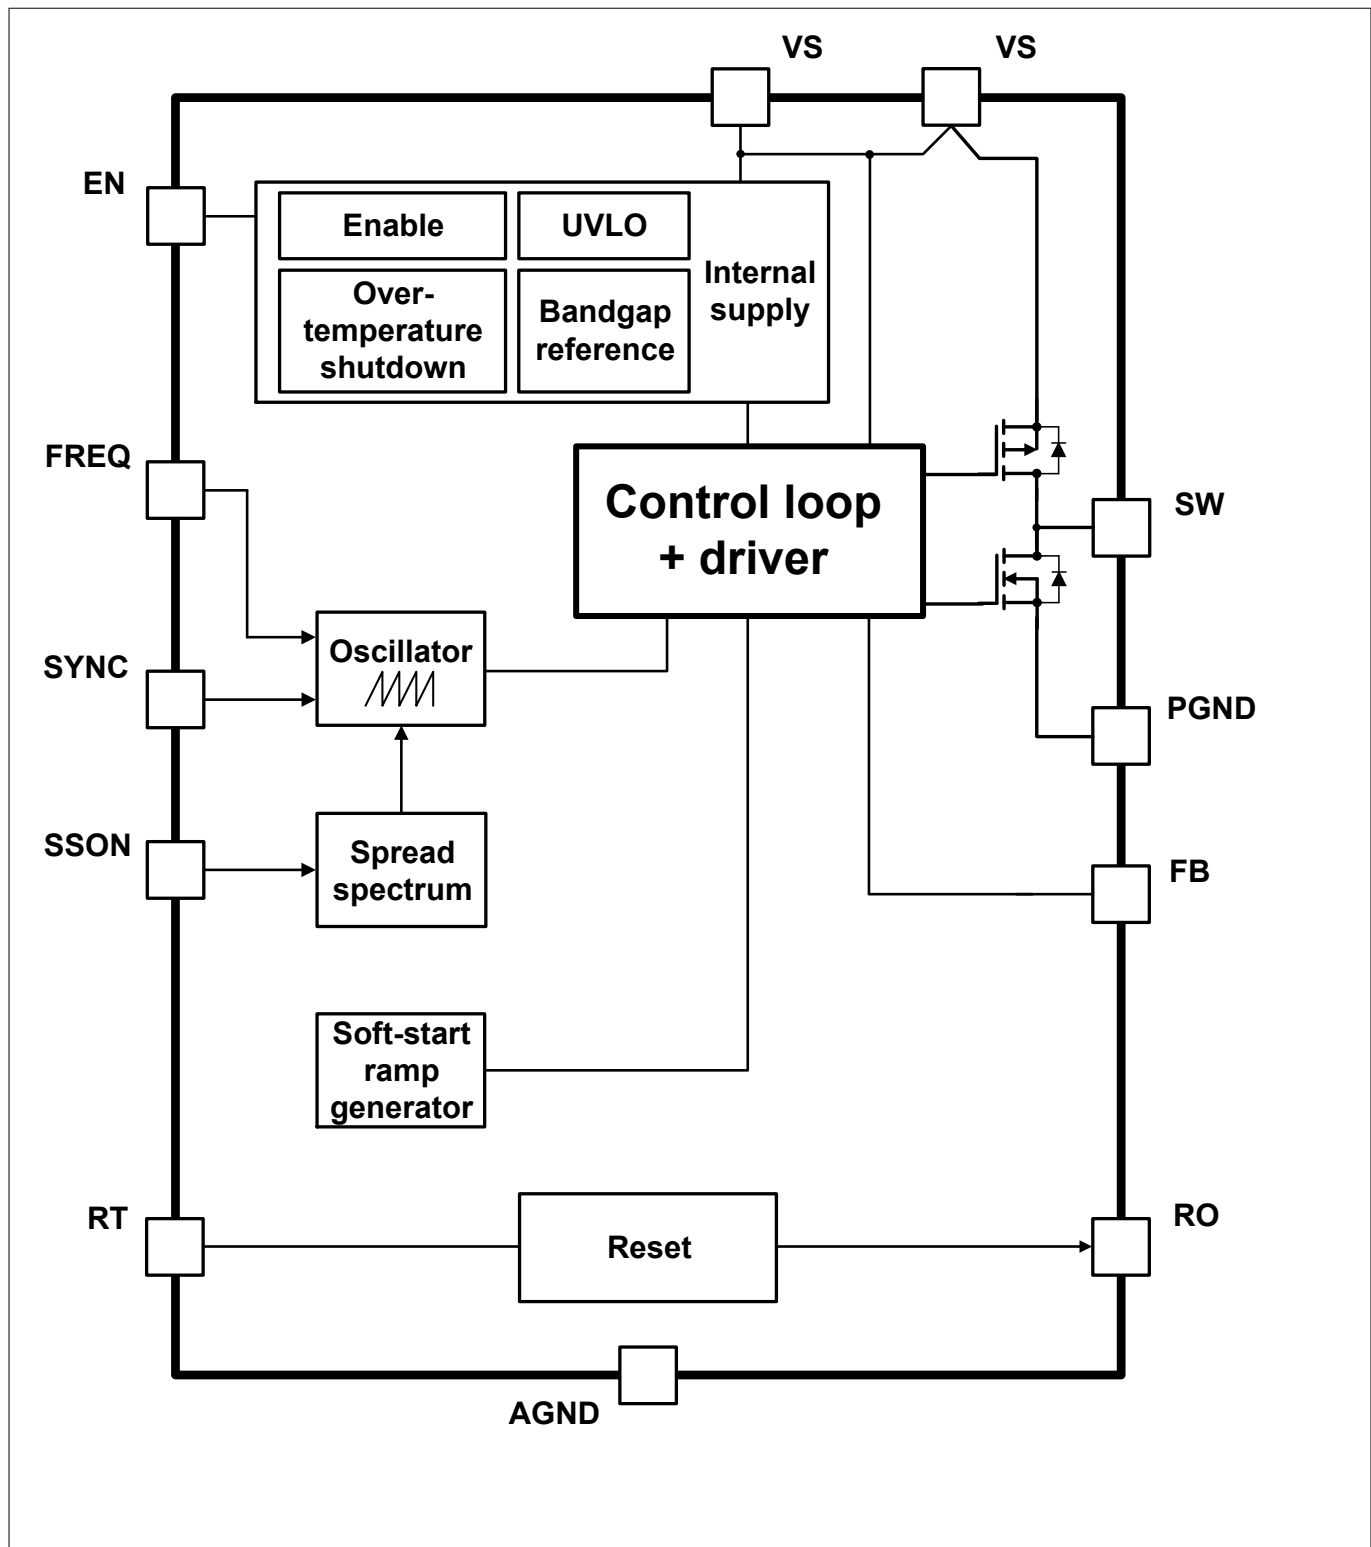 VS
VS
EN
Enable
UVLO
Internal
supply
Over-
temperature
shutdown
Bandgap
reference
FREQ
Control loop
+ driver
SW
Oscillator
SYNC
PGND
SSON
Spread
spectrum
FB
Soft-start
ramp
generator
RT
Reset
RO
AGND